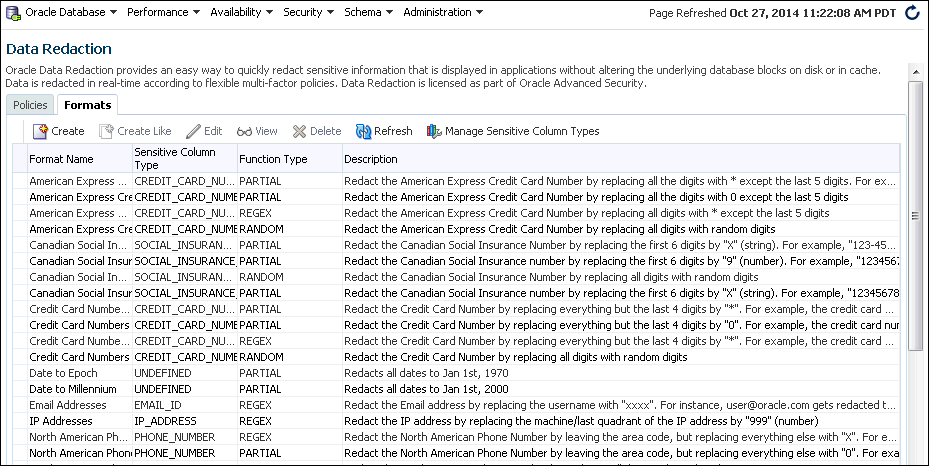 Oracle Database Performance Availability Security Schema Administration Page Refreshed Oct 27, 2014 11:22:08 AM PDT
Data Redaction
Oracle Data Redaction provides an easy way to quickly redact sensitive information that is displayed in applications without altering the underlying database blocks on disk or in cache.
Data is redacted in real-time according to flexible multi-factor policies. Data Redaction is licensed as part of Oracle Advanced Security.
Policies Formats
Create Create Like Edit View Delete Refresh Manage Sensitive Column Types
Format Name Sensitive Column Type Function Type Description
American Express ... CREDIT_CARD_NU... PARTIAL Redact the American Express Credit Card Number by replacing all the digits with * except the last 5 digits. For ex...
American Express Cre CREDIT_CARD_NUME PARTIAL Redact the American Express Credit Card Number by replacing all the digits with 0 except the last 5 digits
American Express ... CREDIT_CARD_NU... REGEX Redact the American Express Credit Card Number by replacing all digits with * except the last 5 digits
American Express Cre CREDIT_CARD_NUME RANDOM Redact the American Express Credit Card Number by replacing all digits with random digits
Canadian Social In... SOCIAL_INSURAN... PARTIAL Redact the Canadian Social Insurance Number by replacing the first 6 digits by "X" (string). For example, "123-45...
Canadian Social Insur SOCIAL_INSURANCE_ PARTIAL Redact the Canadian Social Insurance number by replacing the first 6 digits by "9" (number). For example, "1234567
Canadian Social In... SOCIAL_INSURAN... RANDOM Redact the Canadian Social Insurance Number by replacing all digits with random digits
Canadian Social Insur SOCIAL_INSURANCE_ PARTIAL Redact the Canadian Social Insurance number by replacing the first 6 digits by "X" (string). For example, "12345678
Credit Card Numbe... CREDIT_CARD_NU... PARTIAL Redact the Credit Card Number by replacing everything but the last 4 digits by "*". For example, the credit card ...
Credit Card Numbers CREDIT_CARD_NUME PARTIAL Redact the Credit Card Number by replacing everything but the last 4 digits by "0". For example, the credit card nur
Credit Card Numbe... CREDIT_CARD_NU... REGEX Redact the Credit Card Number by replacing everything but the last 4 digits by "*". For example, the credit card ...
Credit Card Numbers CREDIT_CARD_NUME RANDOM Redact the Credit Card Number by replacing all digits with random digits
Date to Epoch UNDEFINED PARTIAL Redacts all dates to Jan 1st, 1970
Date to Millennium UNDEFINED PARTIAL Redacts all dates to Jan 1st, 2000
Email Addresses EMAIL_ID REGEX Redact the Email address by replacing the username with "xxxx". For instance, user@oracle.com gets redacted t...
IP Addresses IP_ADDRESS REGEX Redact the IP address by replacing the machine/last quadrant of the IP address by "999" (number)
North American Ph... PHONE_NUMBER REGEX Redact the North American Phone Number by leaving the area code, but replacing everything else with "X". For e...
North American Phon PHONE_NUMBER PARTIAL Redact the North American Phone Number by leaving the area code, but replacing everything else with "0". For exa